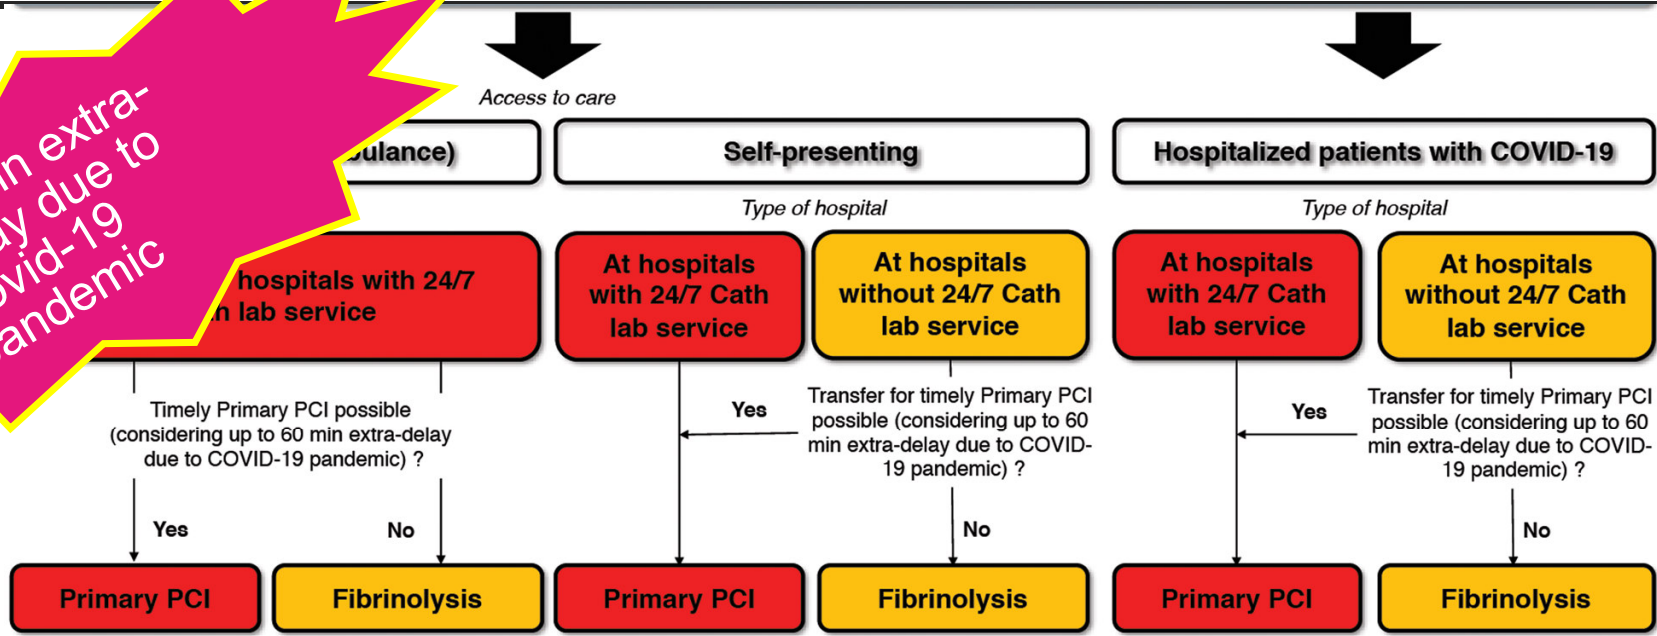 in extra-
due to
19
Access to care
Self-presenting
Hospitalized patients with COVID-19
Type of hospital
Type of hospital
hospitals with 24/7
lab service
At hospitals
with 24/7 Cath
lab service
At hospitals
without 24/7 Cath
lab service
At hospitals
with 24/7 Cath
lab service
At hospitals
without 24/7 Cath
lab service
Timely Primary PCI possible
(considering up to 60 min extra-delay
due to COVID-19 pandemic) ?
Yes
No
Yes
Transfer for timely Primary PCI
possible (considering up to 60
min extra-delay due to COVID-
19 pandemic) ?
No
Yes
Transfer for timely Primary PCI
possible (considering up to 60
min extra-delay due to COVID-
19 pandemic) ?
No
Primary PCI
Fibrinolysis
Primary PCI
Fibrinolysis
Primary PCI
Fibrinolysis